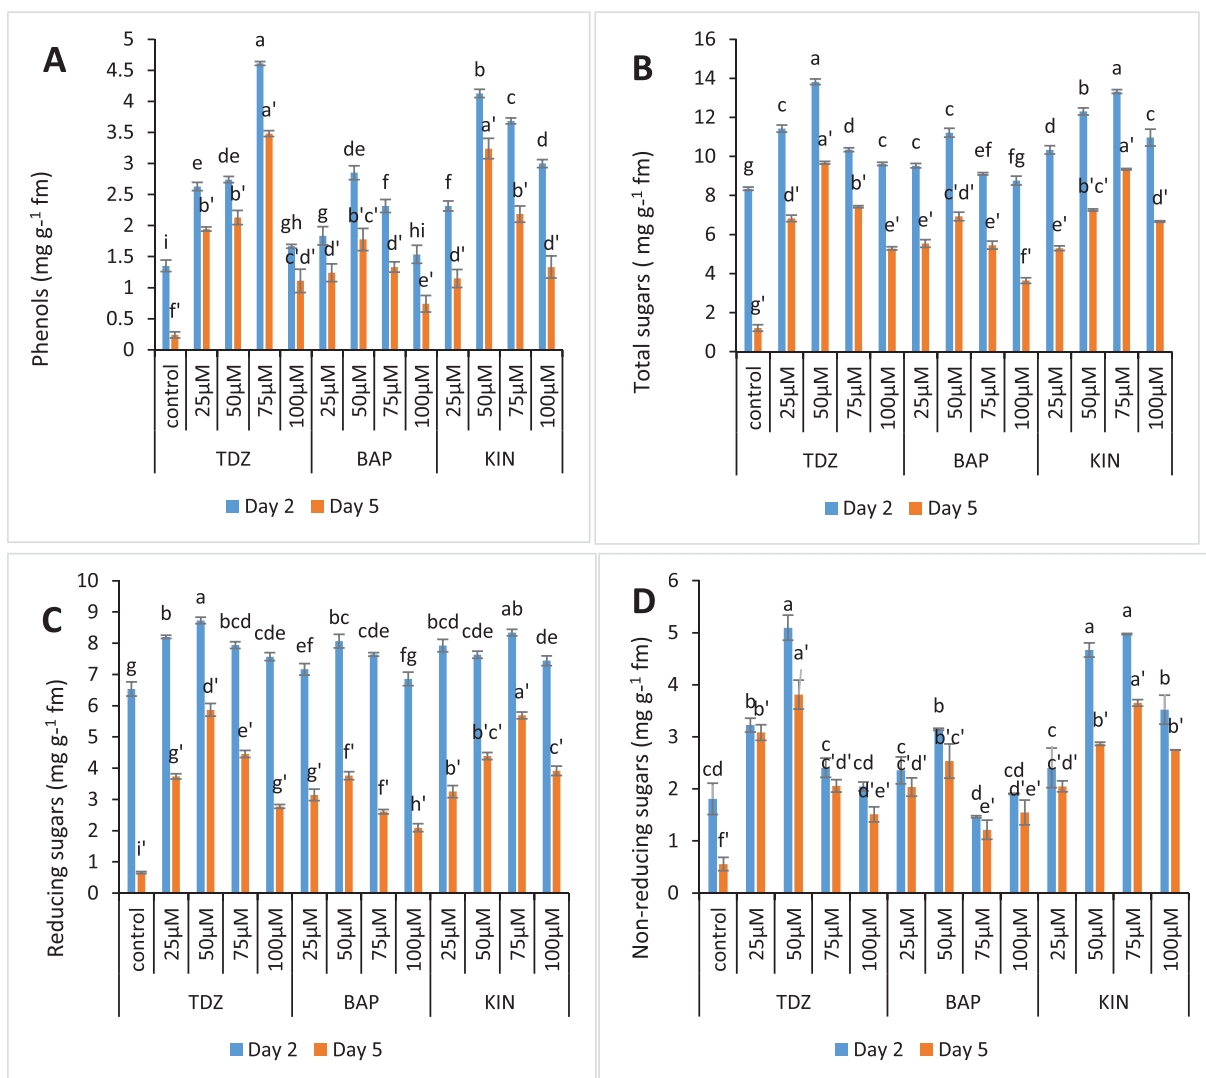 A
Phenols (mg g-1 fm)
5
4.5
4
3.5
3
2.5
2
1.5
1
0.5
0
i f' e b' de b' a a' gh c'd' g d' de b'c' f d' hi e' f d' b a' c b' d d'
control 25µM 50µM 75µM 100µM 25µM 50µM 75µM 100µM 25µM 50µM 75µM 100µM
TDZ BAP KIN
Day 2 Day 5
B
Total sugars ( mg g-1 fm)
16
14
12
10
8
6
4
2
0
g g' c d' a a' d b' c e' c e' c c'd' ef e' fg f' d e' b b'c' a a' c d'
control 25µM 50µM 75µM 100µM 25µM 50µM 75µM 100µM 25µM 50µM 75µM 100µM
TDZ BAP KIN
Day 2 Day 5
C
Reducing sugars (mg g-1 fm)
10
9
8
7
6
5
4
3
2
1
0
g i' b g' a d' bcd e' cde g' ef g' bc f' cde f' fg h' bcd b' cde b'c' ab a' de c'
control 25µM 50µM 75µM 100µM 25µM 50µM 75µM 100µM 25µM 50µM 75µM 100µM
TDZ BAP KIN
Day 2 Day 5
D
Non-reducing sugars (mg g-1 fm)
6
5
4
3
2
1
0
cd f' b b' a a' c c'd' cd d'e' c c'd' b b'c' d e' cd d'e' c c'd' a b' a a' b b'
control 25µM 50µM 75µM 100µM 25µM 50µM 75µM 100µM 25µM 50µM 75µM 100µM
TDZ BAP KIN
Day 2 Day 5